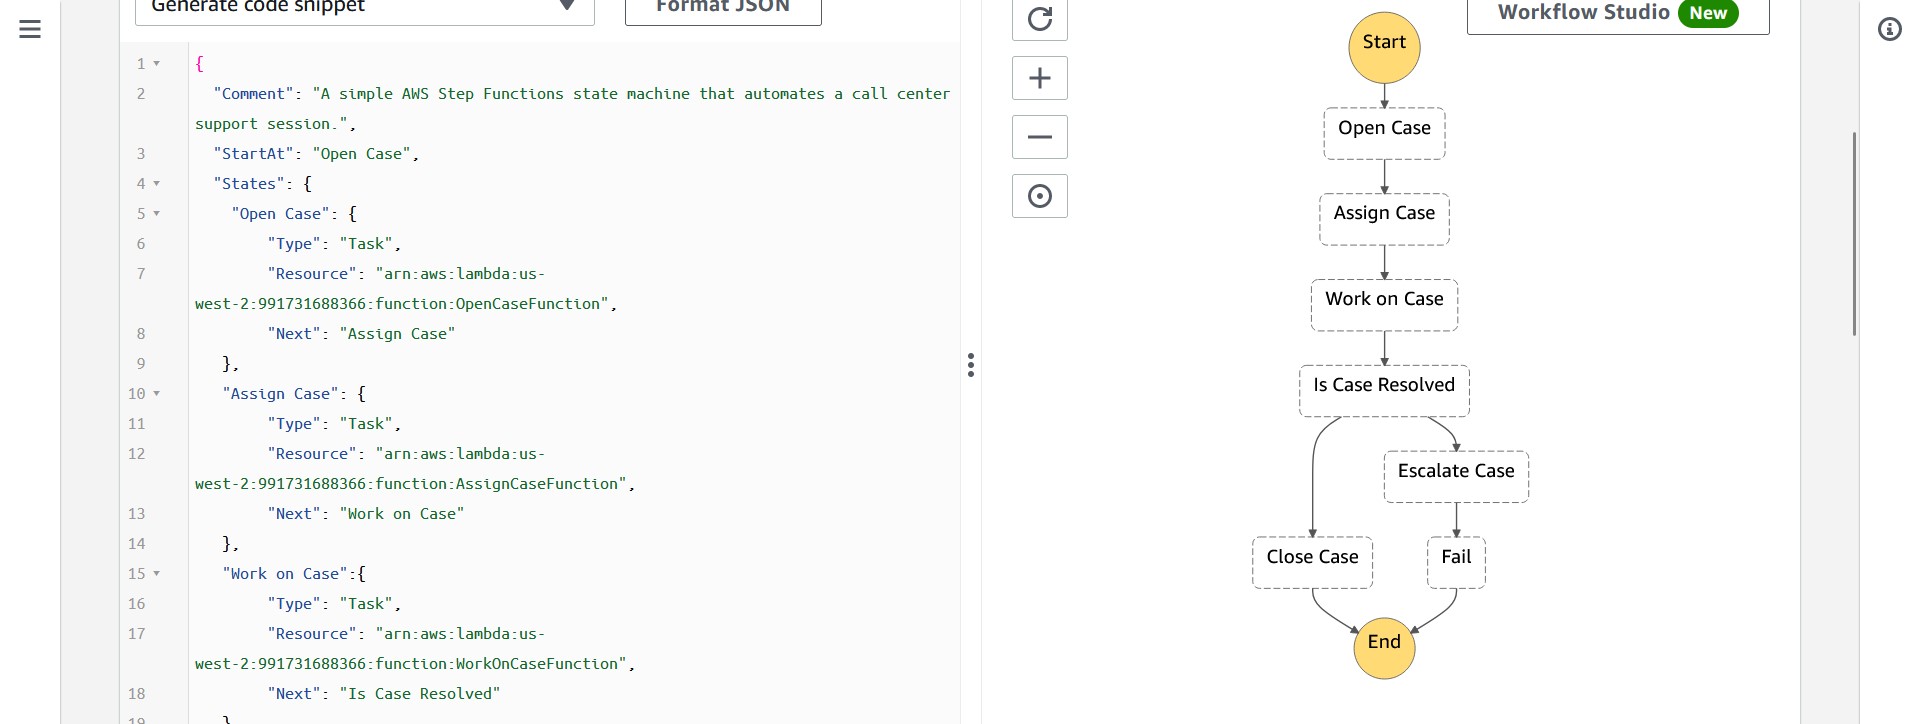 Generate code snippet
Format JSON
1 {
2 "Comment": "A simple AWS Step Functions state machine that automates a call center
support session.",
3 "StartAt": "Open Case",
4 "States": {
5 "Open Case": {
6 "Type": "Task",
7 "Resource": "arn:aws:lambda:us-
west-2:991731688366:function:OpenCaseFunction",
8 "Next": "Assign Case"
9 },
10 "Assign Case": {
11 "Type": "Task",
12 "Resource": "arn:aws:lambda:us-
west-2:991731688366:function:AssignCaseFunction",
13 "Next": "Work on Case"
14 },
15 "Work on Case":{
16 "Type": "Task",
17 "Resource": "arn:aws:lambda:us-
west-2:991731688366:function:WorkOnCaseFunction",
18 "Next": "Is Case Resolved"
19 }
Workflow Studio New
Start
Open Case
Assign Case
Work on Case
Is Case Resolved
Escalate Case
Close Case
Fail
End